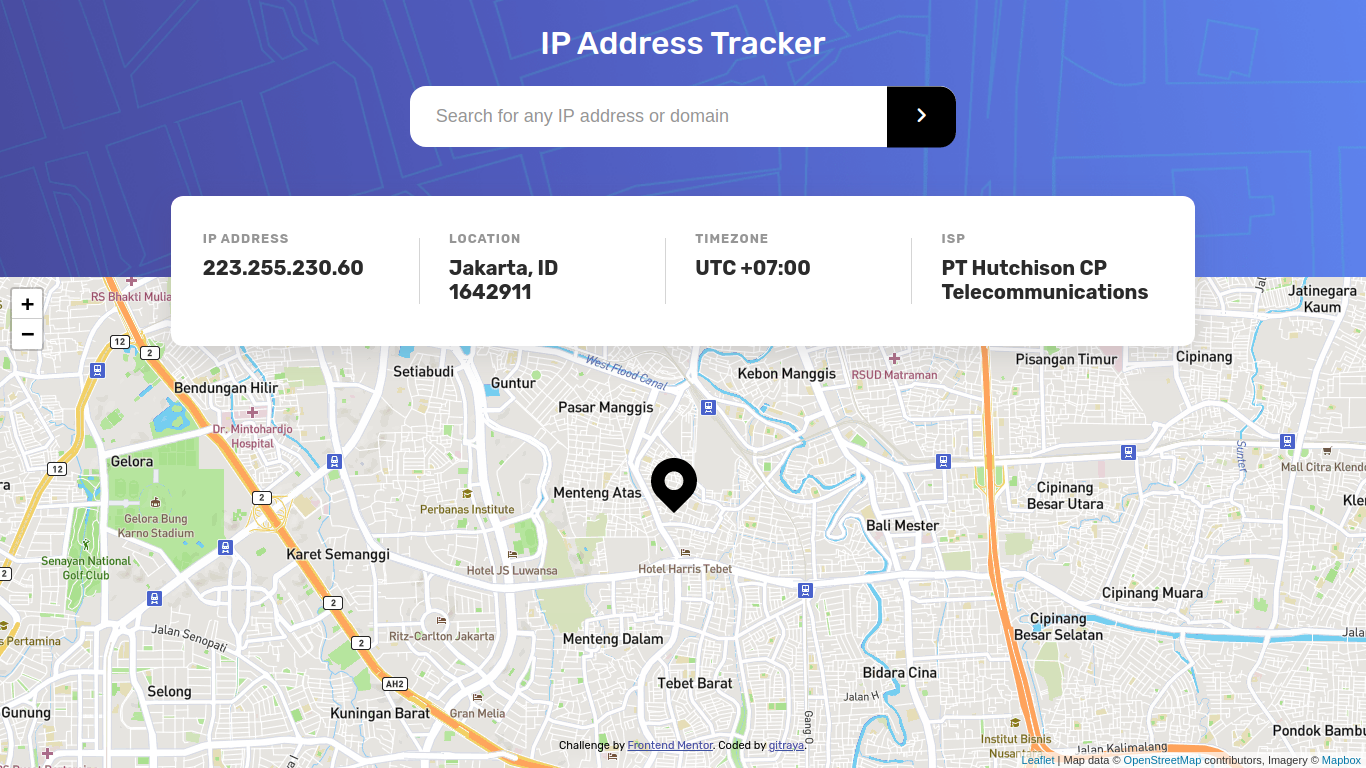 IP Address Tracker
Search for any IP address or domain
IP ADDRESS
223.255.230.60
LOCATION
Jakarta, ID
1642911
TIMEZONE
UTC +07:00
ISP
PT Hutchison CP
Telecommunications
+
−
RS Bhakti Mulia
Jatinegara
Kaum
12
2
Setiabudi
Guntur
West Flood Canal
Kebon Manggis
RSUD Matraman
Pisangan Timur
Cipinang
Bendungan Hilir
Pasar Manggis
Dr. Mintohardjo
Hospital
Gelora
12
Sunter
Mall Citra Klende
2
Menteng Atas
Perbanas Institute
Cipinang
Besar Utara
Gelora Bung
Karno Stadium
Bali Mester
Karet Semanggi
Senayan National
Golf Club
2
Hotel JS Luwansa
Hotel Harris Tebet
2
Cipinang Muara
Jalan Senopati
s Pertamina
2
Ritz-Carlton Jakarta
Menteng Dalam
Cipinang
Besar Selatan
Jala
Selong
AH2
Tebet Barat
Bidara Cina
Jalan H
Gunung
Kuningan Barat
Gran Melia
Gang O
Institut Bisnis
Nusan
Pondok Bambu
Jalan Kalimalang
Challenge by Frontend Mentor. Coded by gitraya.
Leaflet | Map data © OpenStreetMap contributors, Imagery © Mapbox